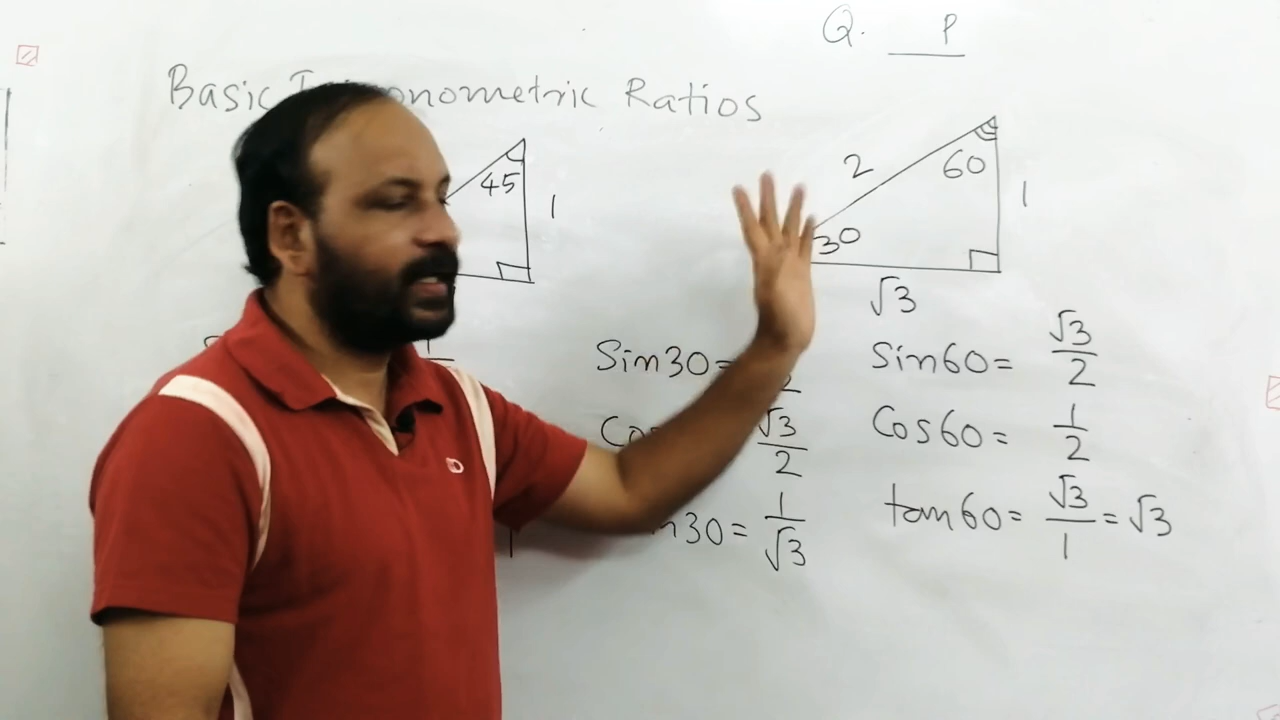 Q. P
Basic Ratios
45
1
2
60
30
1
√3
Sin30=
Sin60= √3/2
√3/2
Cos60= 1/2
30= 1/√3
tan60= √3/1 = √3